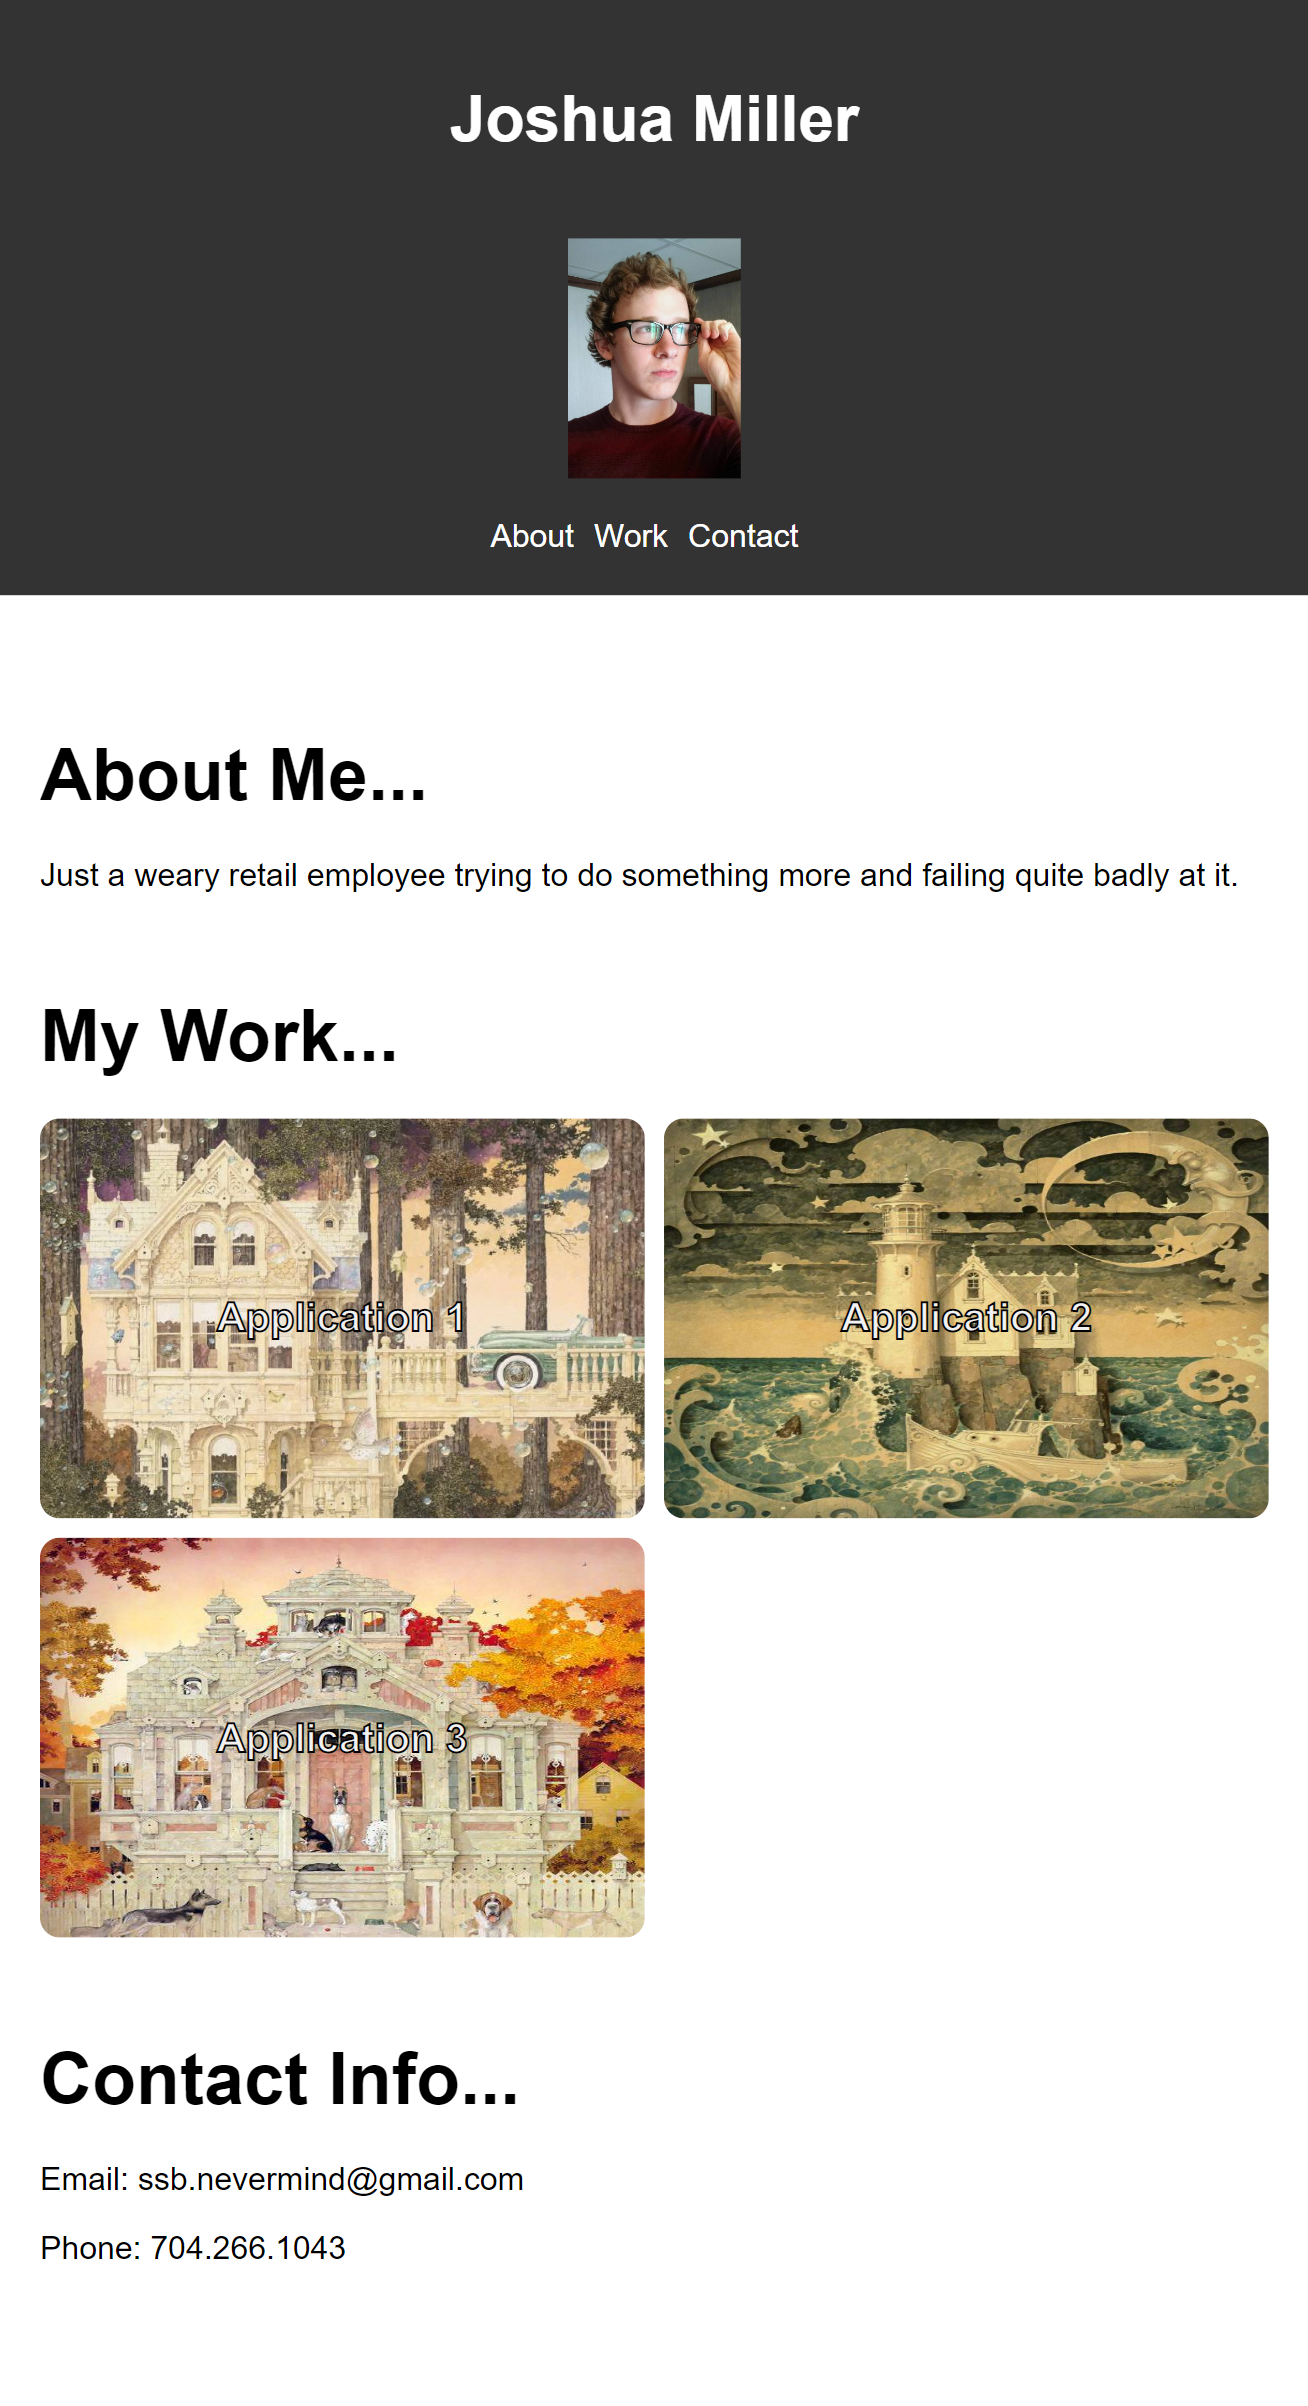 Joshua Miller
About Work Contact
About Me...
Just a weary retail employee trying to do something more and failing quite badly at it.
My Work...
Application 1
Application 2
Application 3
Contact Info...
Email: ssb.nevermind@gmail.com
Phone: 704.266.1043